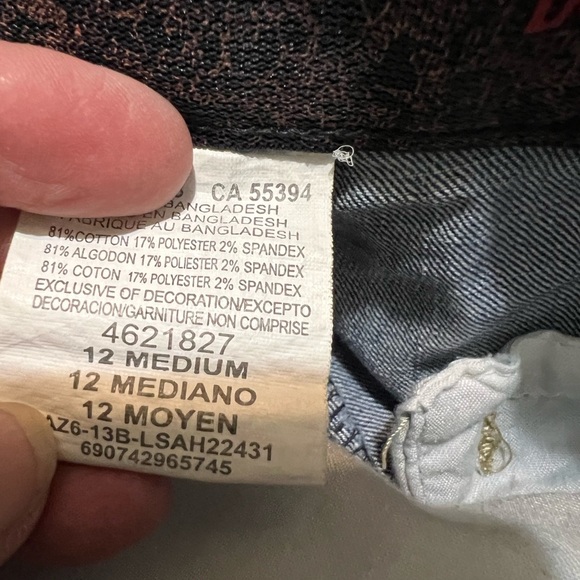 CA 55394
BANGLADESH
EN BANGLADESH
FABRIQUE AU BANGLADESH
81%COTTON 17% POLYESTER 2% SPANDEX
81% ALGODON 17% POLIESTER 2% SPANDEX
81% COTON 17% POLYESTER 2% SPANDEX
EXCLUSIVE OF DECORATION/EXCEPTO
DECORACION/GARNITURE NON COMPRISE
4621827
12 MEDIUM
12 MEDIANO
12 MOYEN
AZ6-13B-LSAH22431
690742965745